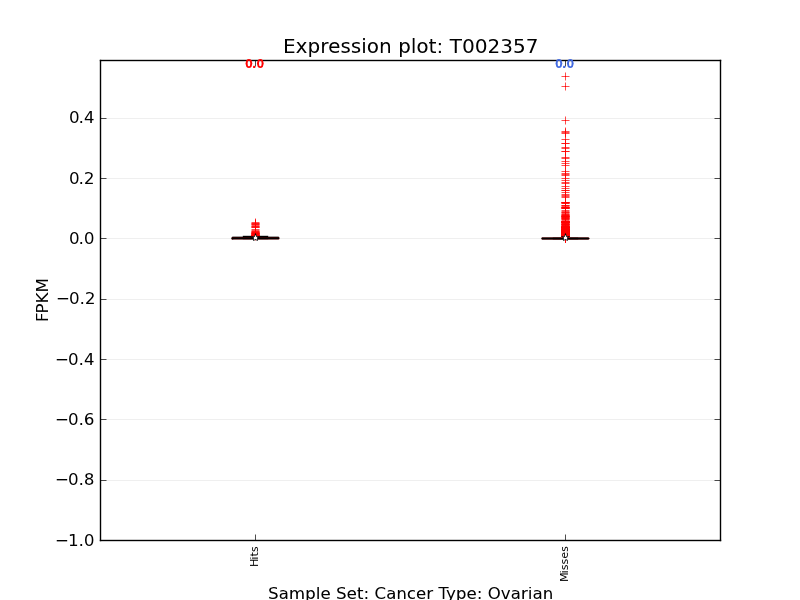 Expression plot: T002357
0.0
0.0
0.4
0.2
0.0
−0.2
−0.4
−0.6
−0.8
−1.0
FPKM
Hits
Misses
Sample Set: Cancer Type: Ovarian